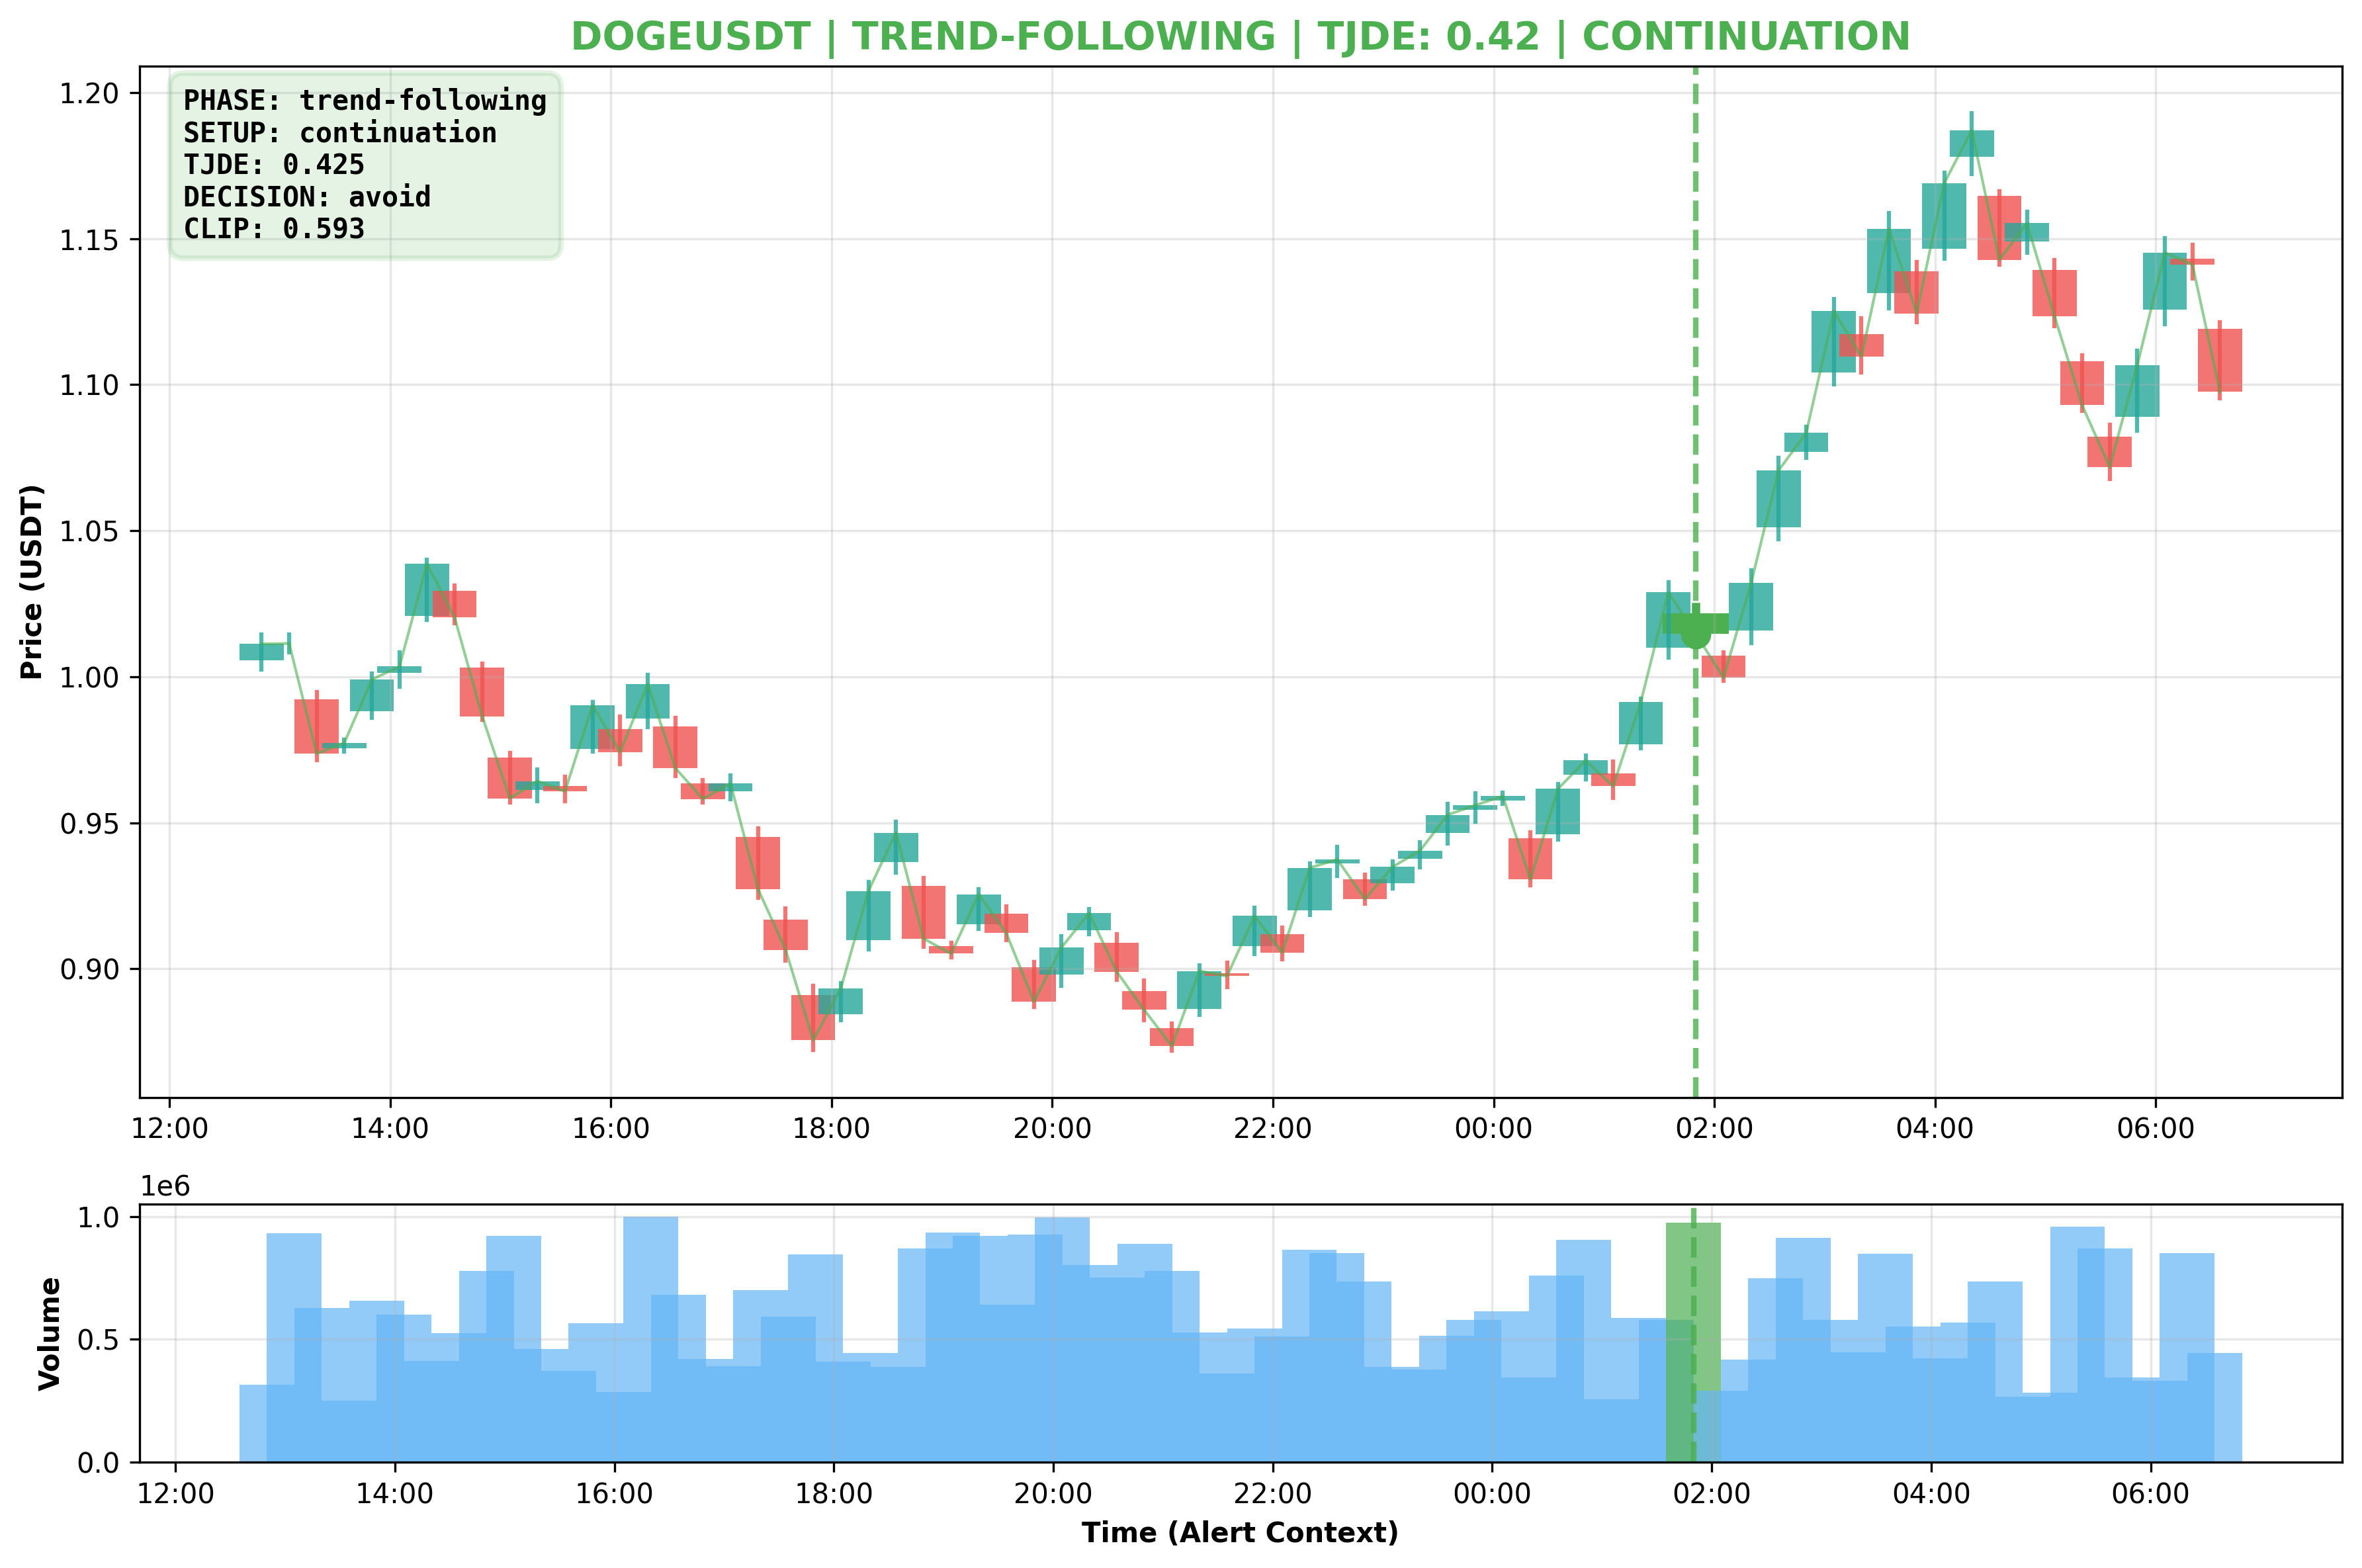 DOGEUSDT | TREND-FOLLOWING | TJDE: 0.42 | CONTINUATION
PHASE: trend-following
SETUP: continuation
TJDE: 0.425
DECISION: avoid
CLIP: 0.593
Price (USDT)
1.20
1.15
1.10
1.05
1.00
0.95
0.90
12:00 14:00 16:00 18:00 20:00 22:00 00:00 02:00 04:00 06:00
1e6
Volume
1.0
0.5
0.0
12:00 14:00 16:00 18:00 20:00 22:00 00:00 02:00 04:00 06:00
Time (Alert Context)